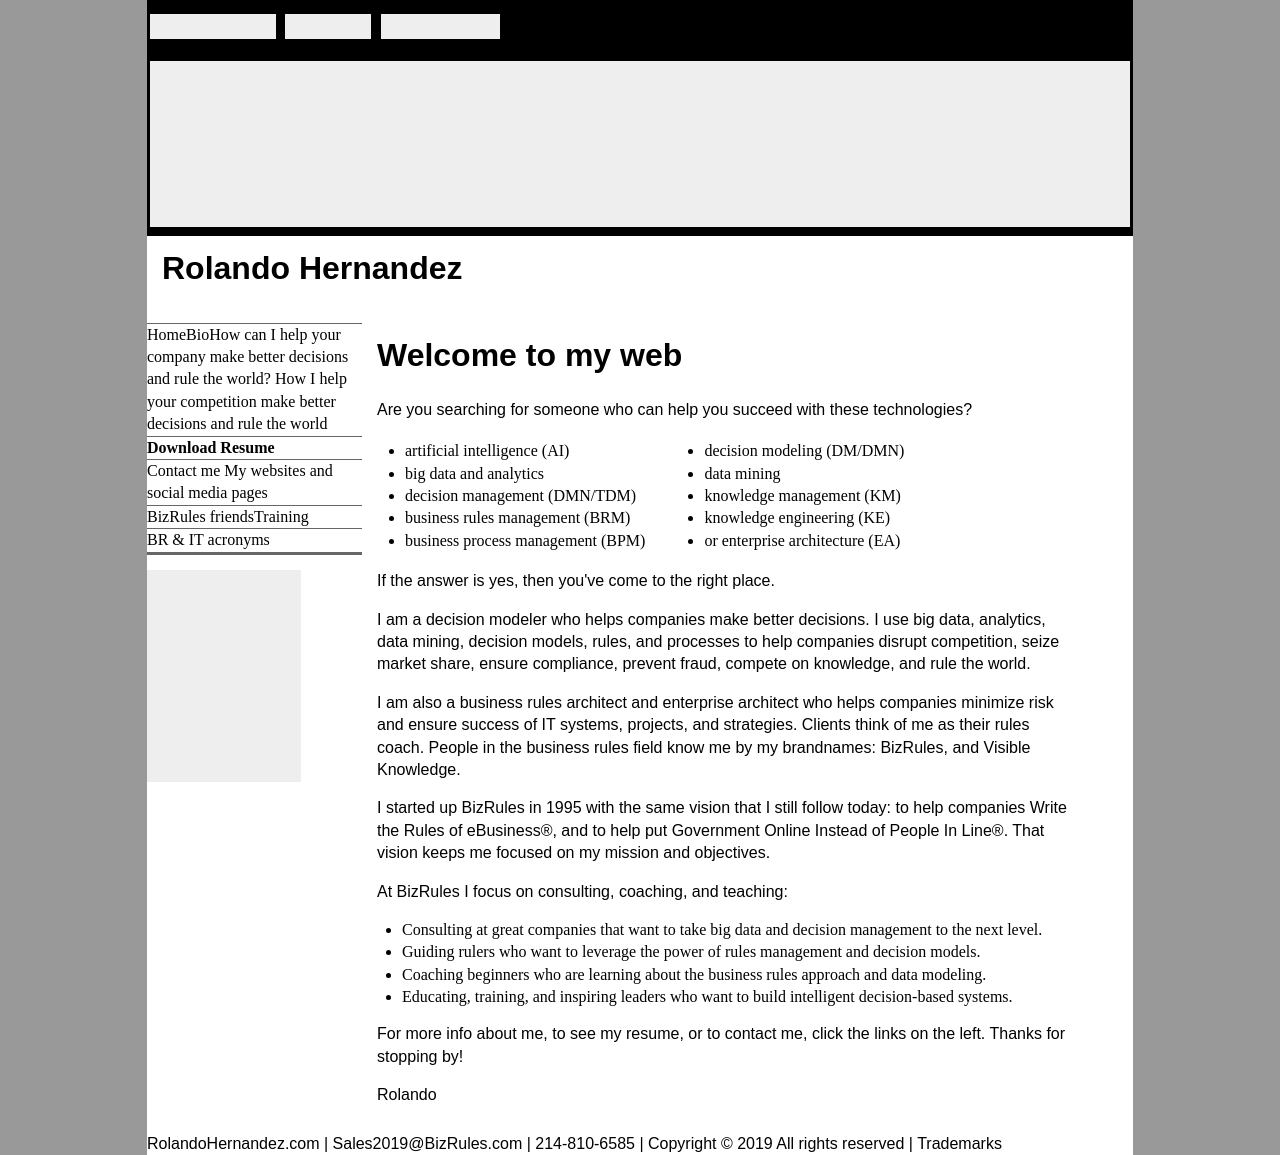 Rolando Hernandez
HomeBioHow can I help your
company make better decisions
and rule the world? How I help
your competition make better
decisions and rule the world
Download Resume
Contact me My websites and
social media pages
BizRules friendsTraining
BR & IT acronyms
Welcome to my web
Are you searching for someone who can help you succeed with these technologies?
artificial intelligence (AI)
big data and analytics
decision management (DMN/TDM)
business rules management (BRM)
business process management (BPM)
decision modeling (DM/DMN)
data mining
knowledge management (KM)
knowledge engineering (KE)
or enterprise architecture (EA)
If the answer is yes, then you've come to the right place.
I am a decision modeler who helps companies make better decisions. I use big data, analytics,
data mining, decision models, rules, and processes to help companies disrupt competition, seize
market share, ensure compliance, prevent fraud, compete on knowledge, and rule the world.
I am also a business rules architect and enterprise architect who helps companies minimize risk
and ensure success of IT systems, projects, and strategies. Clients think of me as their rules
coach. People in the business rules field know me by my brandnames: BizRules, and Visible
Knowledge.
I started up BizRules in 1995 with the same vision that I still follow today: to help companies Write
the Rules of eBusiness®, and to help put Government Online Instead of People In Line®. That
vision keeps me focused on my mission and objectives.
At BizRules I focus on consulting, coaching, and teaching:
Consulting at great companies that want to take big data and decision management to the next level.
Guiding rulers who want to leverage the power of rules management and decision models.
Coaching beginners who are learning about the business rules approach and data modeling.
Educating, training, and inspiring leaders who want to build intelligent decision-based systems.
For more info about me, to see my resume, or to contact me, click the links on the left. Thanks for
stopping by!
Rolando
RolandoHernandez.com | Sales2019@BizRules.com | 214-810-6585 | Copyright © 2019 All rights reserved | Trademarks